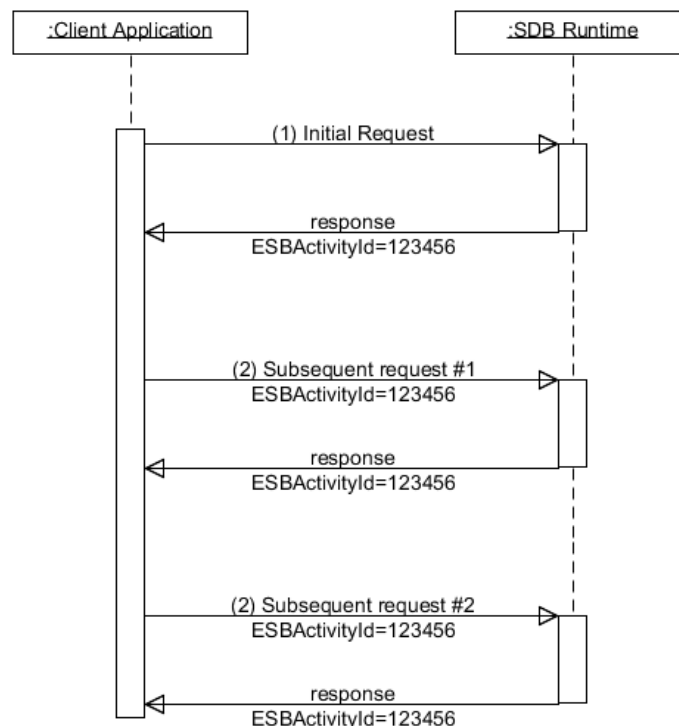 :Client Application
:SDB Runtime
(1) Initial Request
response
ESBActivityId=123456
(2) Subsequent request #1
ESBActivityId=123456
response
ESBActivityId=123456
(2) Subsequent request #2
ESBActivityId=123456
response
ESBActivityId=123456